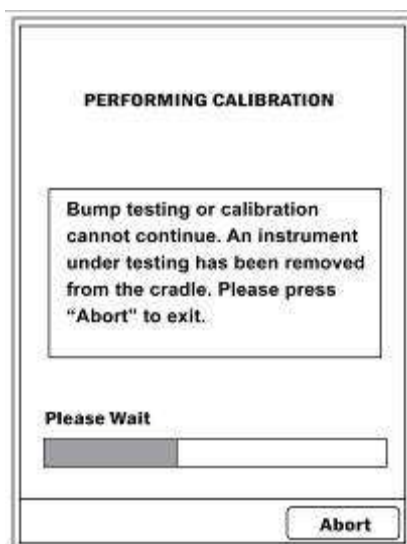 PERFORMING CALIBRATION
Bump testing or calibration
cannot continue. An instrument
under testing has been removed
from the cradle. Please press
“Abort” to exit.
Please Wait
Abort